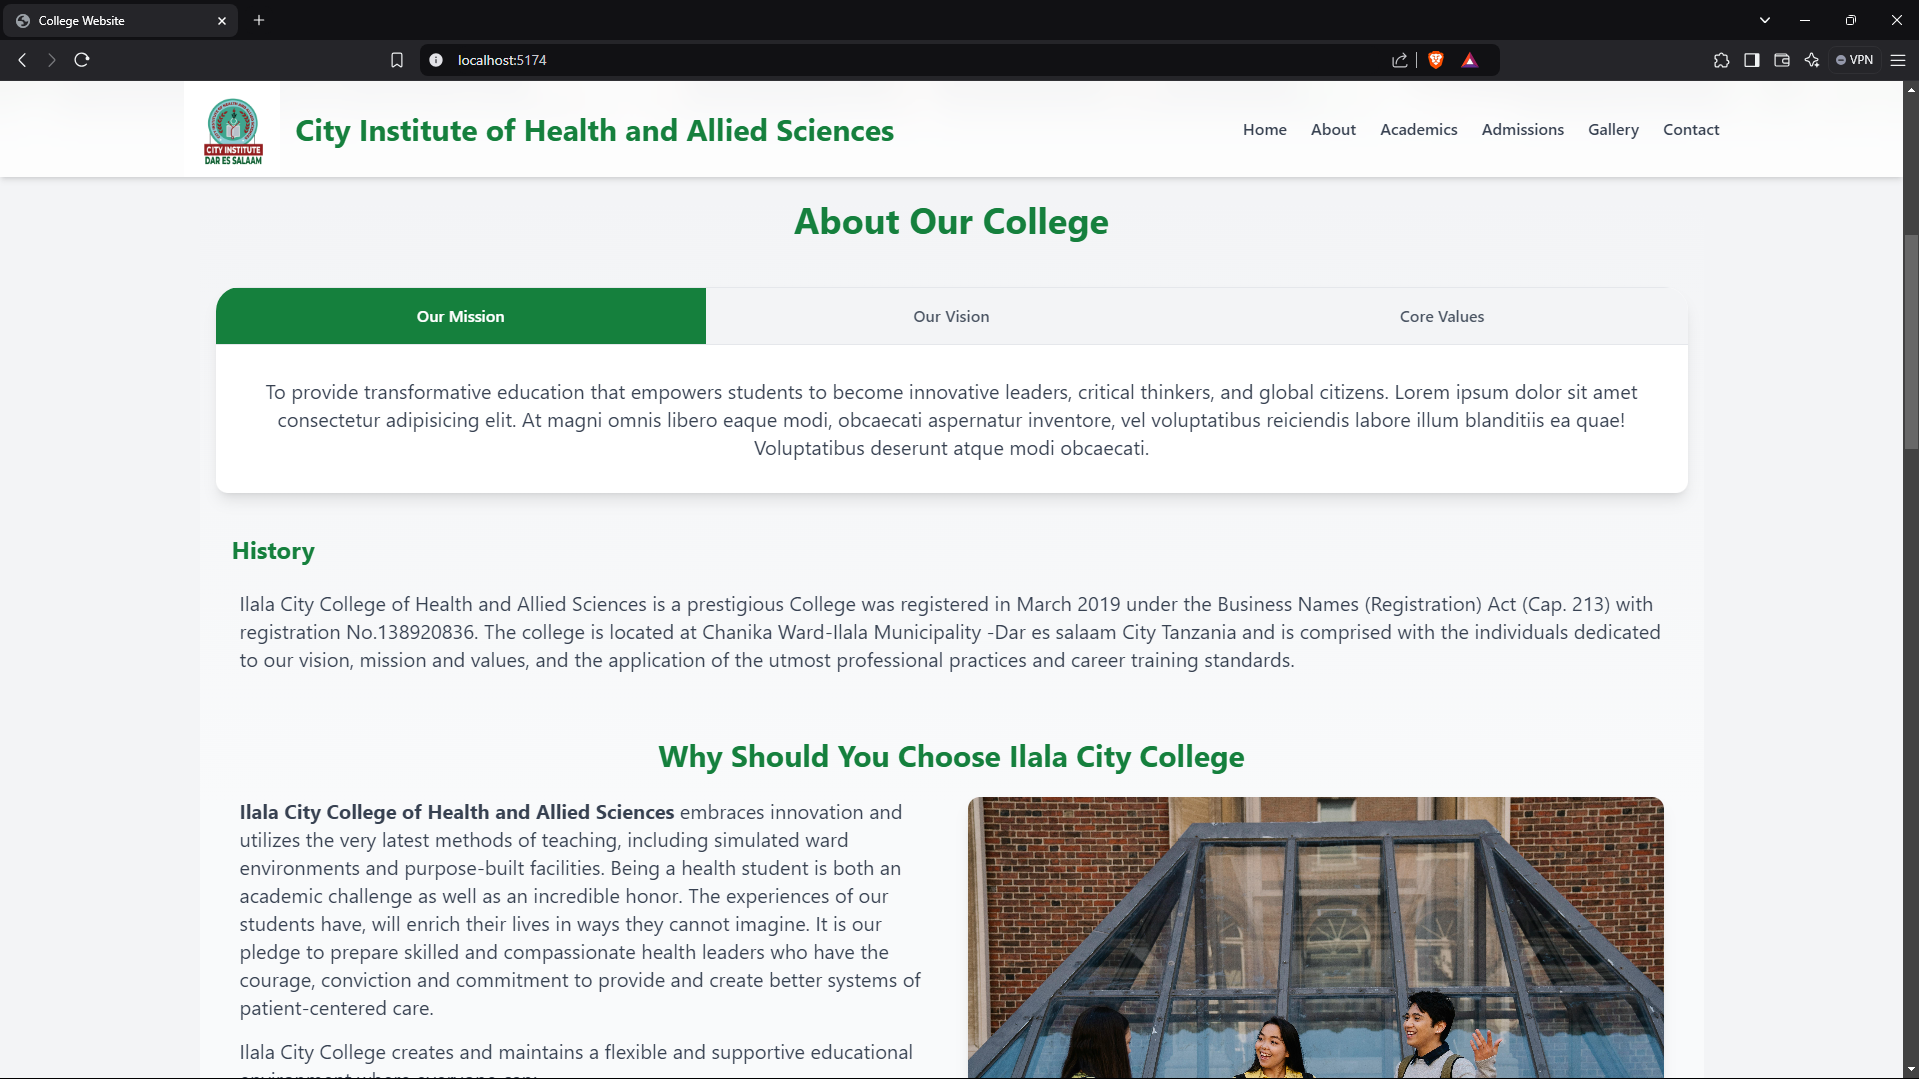 College Website
localhost:5174
VPN
CITY INSTITUTE
DAR ES SALAAM
City Institute of Health and Allied Sciences
Home
About
Academics
Admissions
Gallery
Contact
About Our College
Our Mission
Our Vision
Core Values
To provide transformative education that empowers students to become innovative leaders, critical thinkers, and global citizens. Lorem ipsum dolor sit amet
consectetur adipisicing elit. At magni omnis libero eaque modi, obcaecati aspernatur inventore, vel voluptatibus reiciendis labore illum blanditiis ea quae!
Voluptatibus deserunt atque modi obcaecati.
History
Ilala City College of Health and Allied Sciences is a prestigious College was registered in March 2019 under the Business Names (Registration) Act (Cap. 213) with
registration No.138920836. The college is located at Chanika Ward-Ilala Municipality -Dar es salaam City Tanzania and is comprised with the individuals dedicated
to our vision, mission and values, and the application of the utmost professional practices and career training standards.
Why Should You Choose Ilala City College
Ilala City College of Health and Allied Sciences embraces innovation and
utilizes the very latest methods of teaching, including simulated ward
environments and purpose-built facilities. Being a health student is both an
academic challenge as well as an incredible honor. The experiences of our
students have, will enrich their lives in ways they cannot imagine. It is our
pledge to prepare skilled and compassionate health leaders who have the
courage, conviction and commitment to provide and create better systems of
patient-centered care.
Ilala City College creates and maintains a flexible and supportive educational